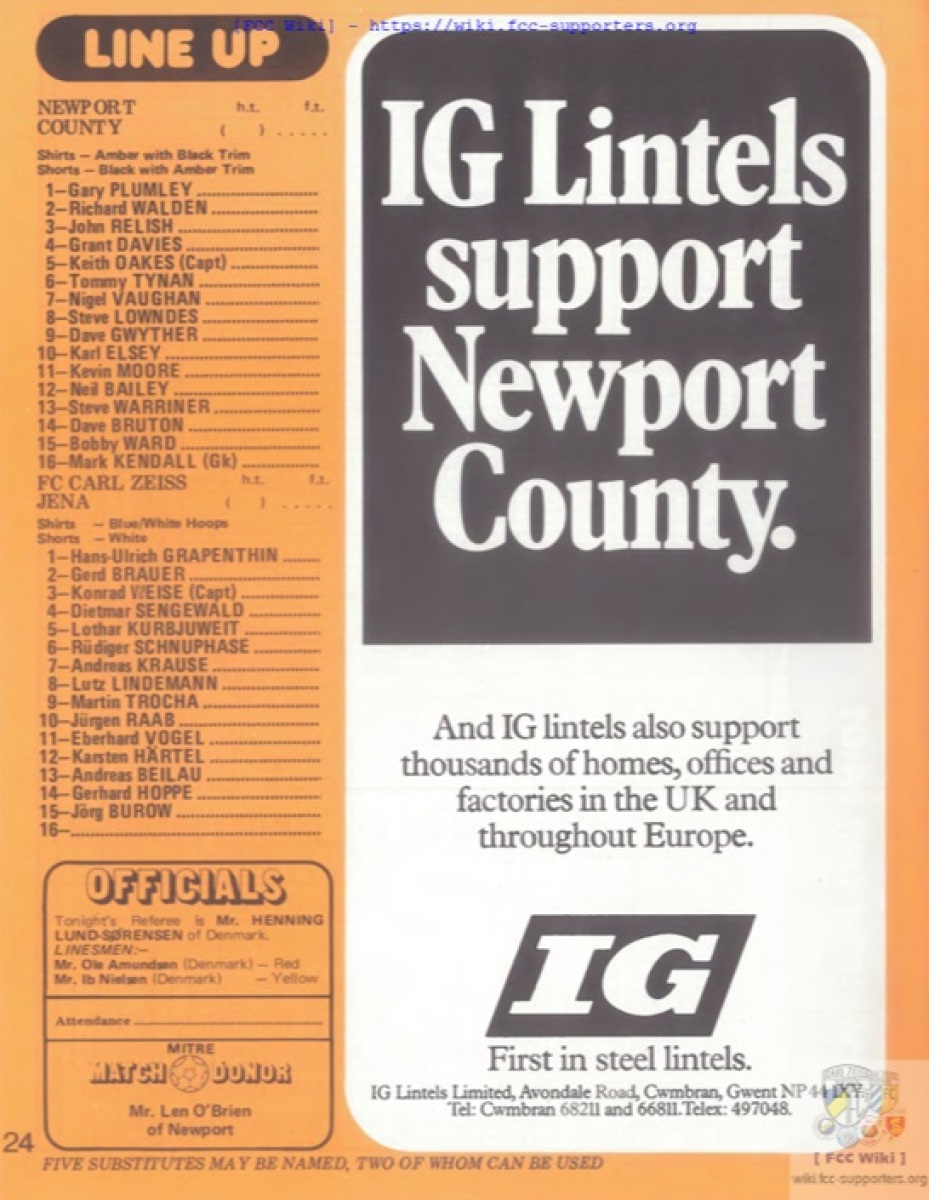 [FCC Wiki] - https://wiki.fcc-supporters.org
LINE UP
NEWPORT h.t. f.t.
COUNTY ( ) .....
Shirts — Amber with Black Trim
Shorts — Black with Amber Trim
1—Gary PLUMLEY
2—Richard WALDEN
3—John RELISH
4—Grant DAVIES
5—Keith OAKES (Capt)
6—Tommy TYNAN
7—Nigel VAUGHAN
8—Steve LOWNDES
9—Dave GWYTHER
10—Karl ELSEY
11—Kevin MOORE
12—Neil BAILEY
13—Steve WARRINER
14—Dave BRUTON
15—Bobby WARD
16—Mark KENDALL (Gk)
FC CARL ZEISS h.t. f.t.
JENA ( ) .....
Shirts — Blue/White Hoops
Shorts — White
1—Hans-Ulrich GRAPENTHIN
2—Gerd BRAUER
3—Konrad WEISE (Capt)
4—Dietmar SENGEWALD
5—Lothar KURBJUWEIT
6—Rüdiger SCHNUPHASE
7—Andreas KRAUSE
8—Lutz LINDEMANN
9—Martin TROCHA
10—Jürgen RAAB
11—Eberhard VOGEL
12—Karsten HÄRTEL
13—Andreas BEILAU
14—Gerhard HOPPE
15—Jörg BUROW
16—
OFFICIALS
Tonight's Referee is Mr. HENNING
LUND-SØRENSEN of Denmark.
LINESMEN:—
Mr. Ole Amundsen (Denmark) — Red
Mr. Ib Nielsen (Denmark) — Yellow
Attendance
MITRE
MATCH DONOR
Mr. Len O'Brien
of Newport
24
FIVE SUBSTITUTES MAY BE NAMED, TWO OF WHOM CAN BE USED
IG Lintels
support
Newport
County.
And IG lintels also support
thousands of homes, offices and
factories in the UK and
throughout Europe.
IG
First in steel lintels.
IG Lintels Limited, Avondale Road, Cwmbran, Gwent NP44 1XY.
Tel: Cwmbran 68211 and 66811. Telex: 497048.
[ FCC Wiki ]
wiki.fcc-supporters.org